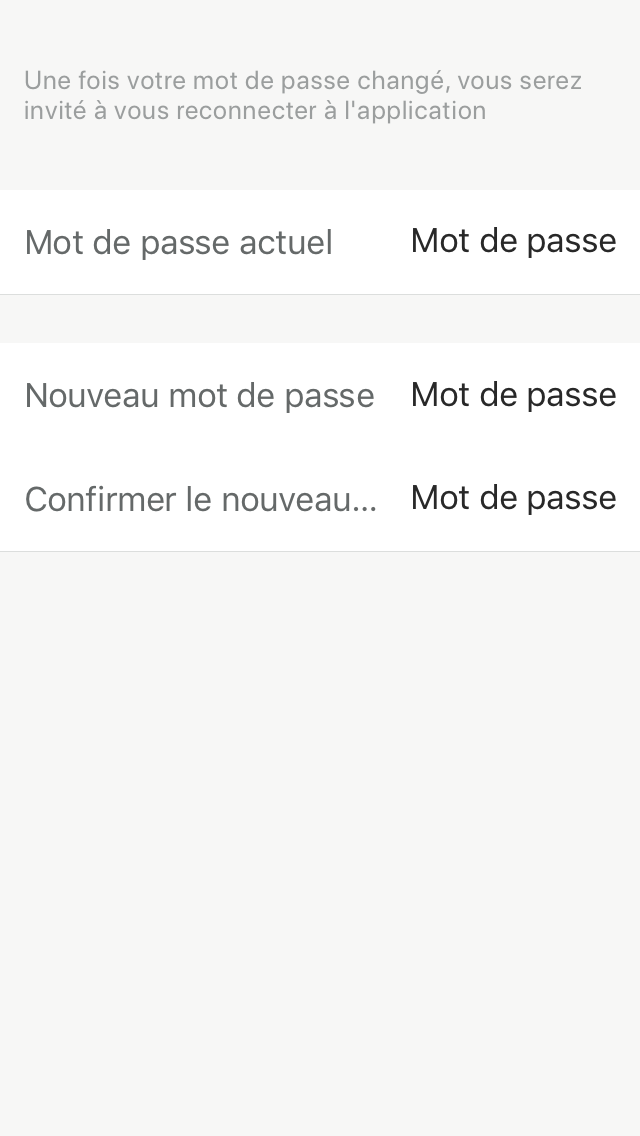 Une fois votre mot de passe changé, vous serez
invité à vous reconnecter à l'application
Mot de passe actuel Mot de passe
Nouveau mot de passe Mot de passe
Confirmer le nouveau... Mot de passe